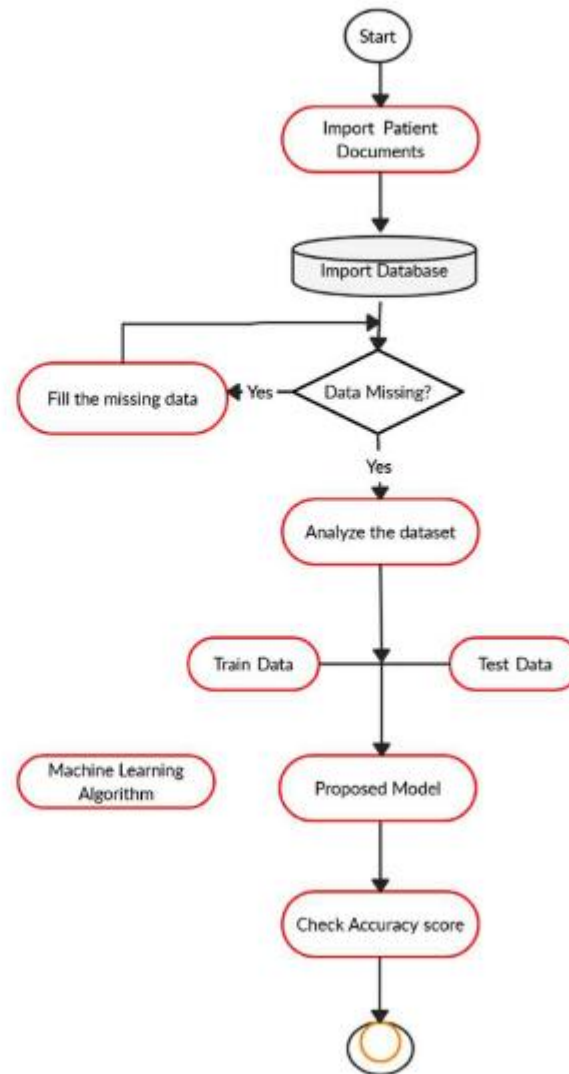 Start
Import Patient
Documents
Import Database
Fill the missing data
Yes
Data Missing?
Yes
Analyze the dataset
Train Data
Test Data
Machine Learning
Algorithm
Proposed Model
Check Accuracy score